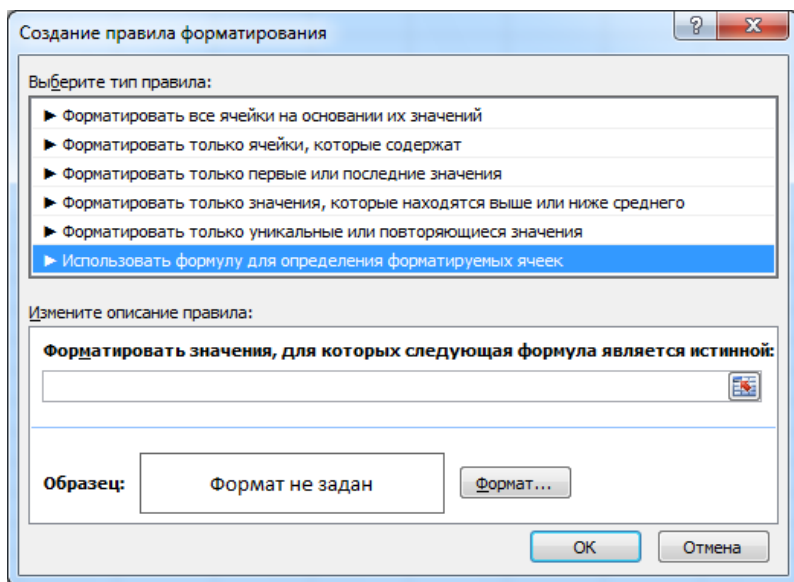 Создание правила форматирования
Выберите тип правила:
► Форматировать все ячейки на основании их значений
► Форматировать только ячейки, которые содержат
► Форматировать только первые или последние значения
► Форматировать только значения, которые находятся выше или ниже среднего
► Форматировать только уникальные или повторяющиеся значения
► Использовать формулу для определения форматируемых ячеек
Измените описание правила:
Форматировать значения, для которых следующая формула является истинной:
Образец: Формат не задан Формат...
ОК Отмена